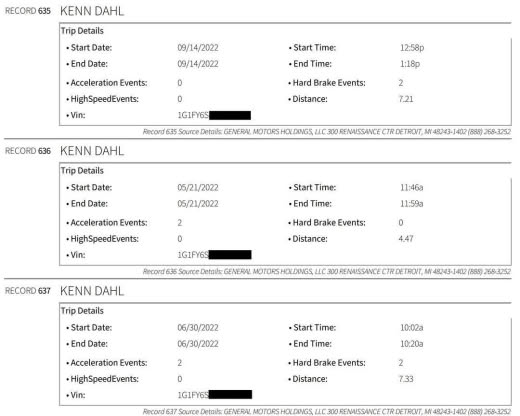 RECORD 635 KENN DAHL
Trip Details
• Start Date: 09/14/2022 • Start Time: 12:58p
• End Date: 09/14/2022 • End Time: 1:18p
• Acceleration Events: 0 • Hard Brake Events: 2
• HighSpeedEvents: 0 • Distance: 7.21
• Vin: 1G1FY6S
Record 635 Source Details: GENERAL MOTORS HOLDINGS, LLC 300 RENAISSANCE CTR DETROIT, MI 48243-1402 (888) 268-3252
RECORD 636 KENN DAHL
Trip Details
• Start Date: 05/21/2022 • Start Time: 11:46a
• End Date: 05/21/2022 • End Time: 11:59a
• Acceleration Events: 2 • Hard Brake Events: 0
• HighSpeedEvents: 0 • Distance: 4.47
• Vin: 1G1FY6S
Record 636 Source Details: GENERAL MOTORS HOLDINGS, LLC 300 RENAISSANCE CTR DETROIT, MI 48243-1402 (888) 268-3252
RECORD 637 KENN DAHL
Trip Details
• Start Date: 06/30/2022 • Start Time: 10:02a
• End Date: 06/30/2022 • End Time: 10:20a
• Acceleration Events: 2 • Hard Brake Events: 2
• HighSpeedEvents: 0 • Distance: 7.33
• Vin: 1G1FY6S
Record 637 Source Details: GENERAL MOTORS HOLDINGS, LLC 300 RENAISSANCE CTR DETROIT, MI 48243-1402 (888) 268-3252